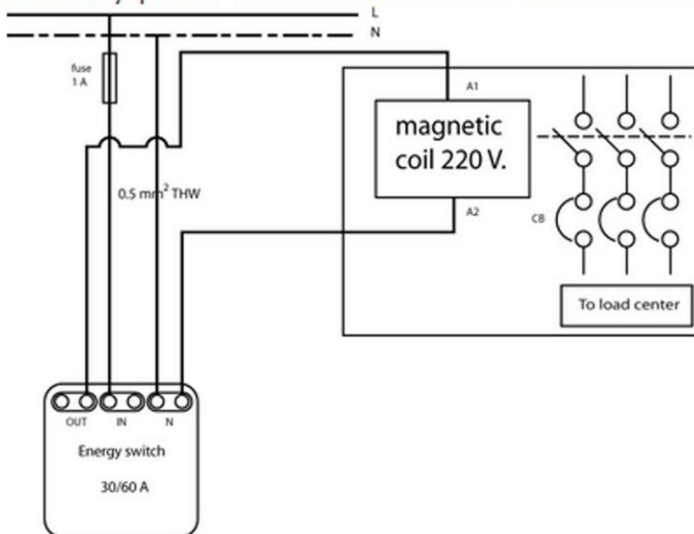 L
N
fuse
1 A
A1
magnetic
coil 220 V.
0.5 mm² THW
A2
CB
To load center
OUT IN N
Energy switch
30/60 A